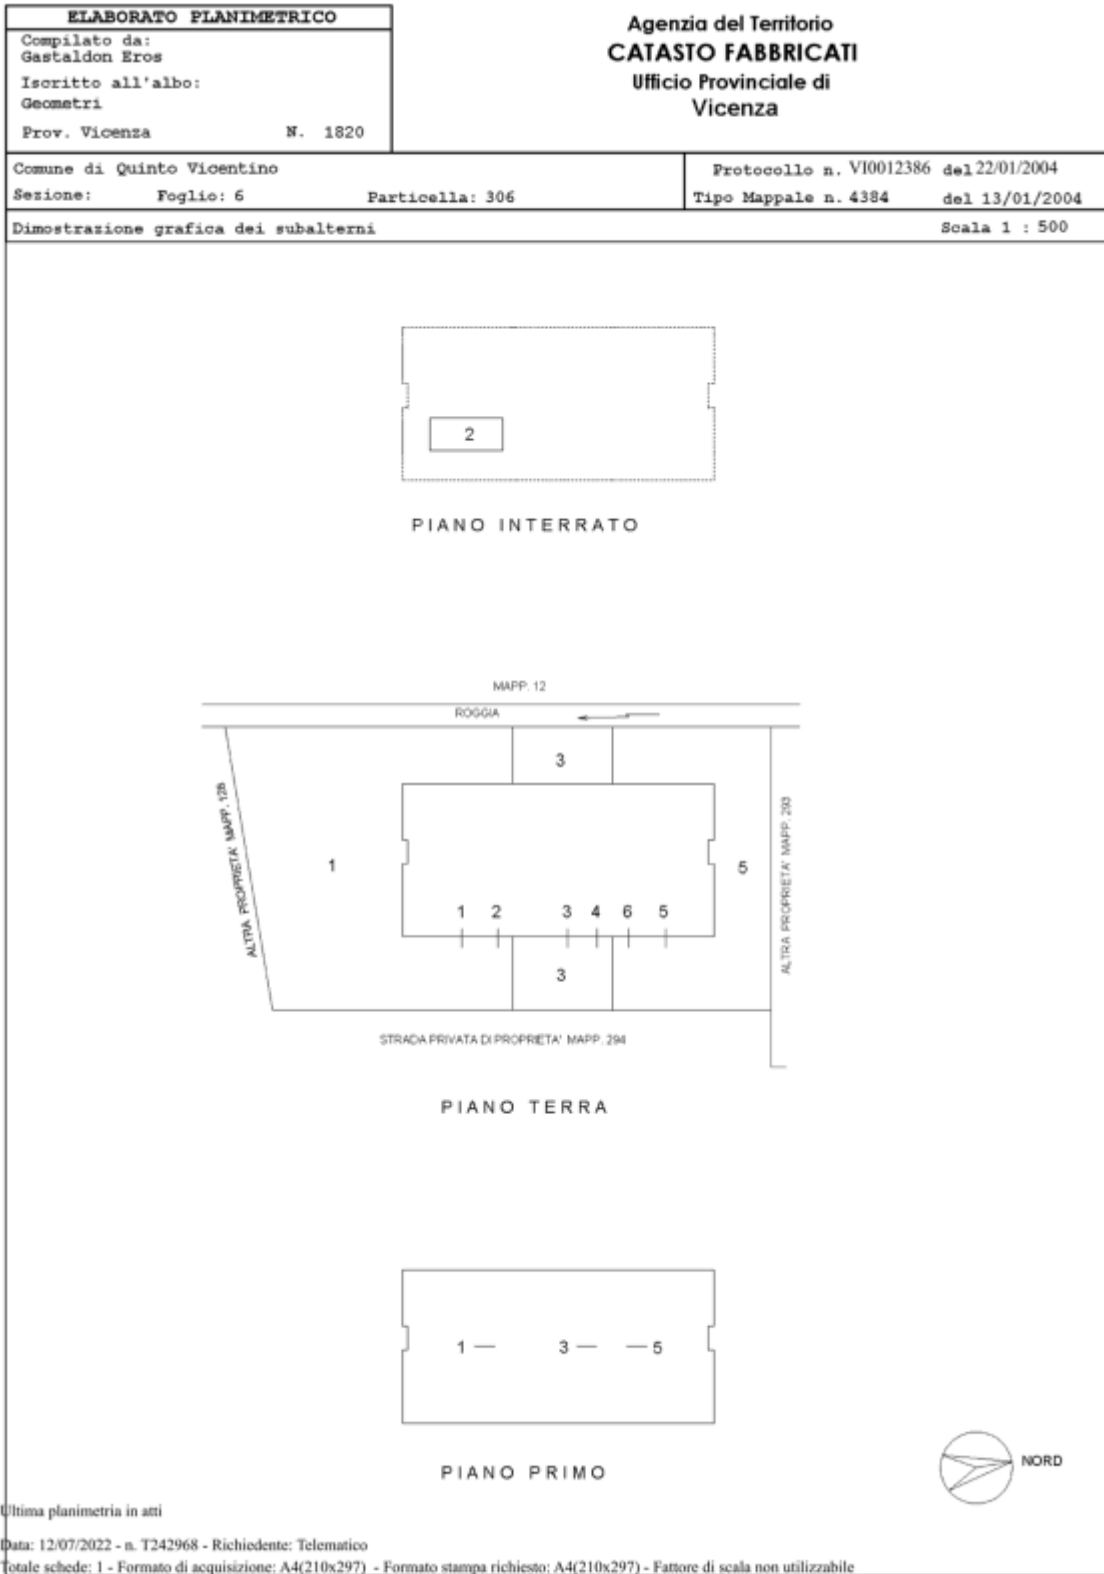 ELABORATO PLANIMETRICO
Compilato da:
Gastaldon Eros
Iscritto all'albo:
Geometri
Prov. Vicenza N. 1820
Agenzia del Territorio
CATASTO FABBRICATI
Ufficio Provinciale di
Vicenza
Comune di Quinto Vicentino
Sezione: Foglio: 6 Particella: 306
Protocollo n. VI0012386 del 22/01/2004
Tipo Mappale n. 4384 del 13/01/2004
Dimostrazione grafica dei subalterni Scala 1 : 500
2
PIANO INTERRATO
MAPP. 12
ROGGIA
3
ALTRA PROPRIETA' MAPP. 128
1
5
ALTRA PROPRIETA' MAPP. 293
1 2 3 4 6 5
3
STRADA PRIVATA DI PROPRIETA' MAPP. 294
PIANO TERRA
1 3 5
PIANO PRIMO
NORD
Ultima planimetria in atti
Data: 12/07/2022 - n. T242968 - Richiedente: Telematico
Totale schede: 1 - Formato di acquisizione: A4(210x297) - Formato stampa richiesto: A4(210x297) - Fattore di scala non utilizzabile